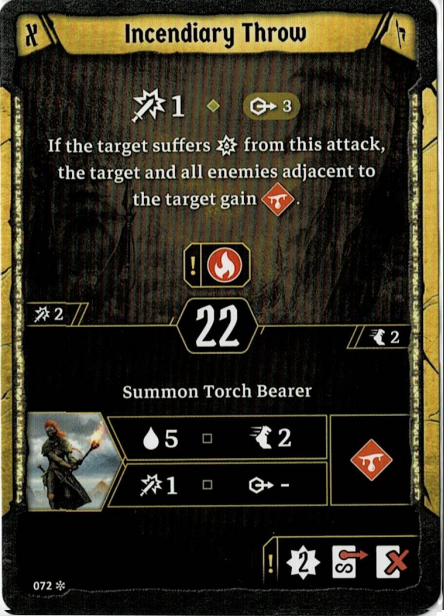 Incendiary Throw
1 3
If the target suffers from this attack,
the target and all enemies adjacent to
the target gain .
!
2
22
2
Summon Torch Bearer
5 2
1 -
! 2
072